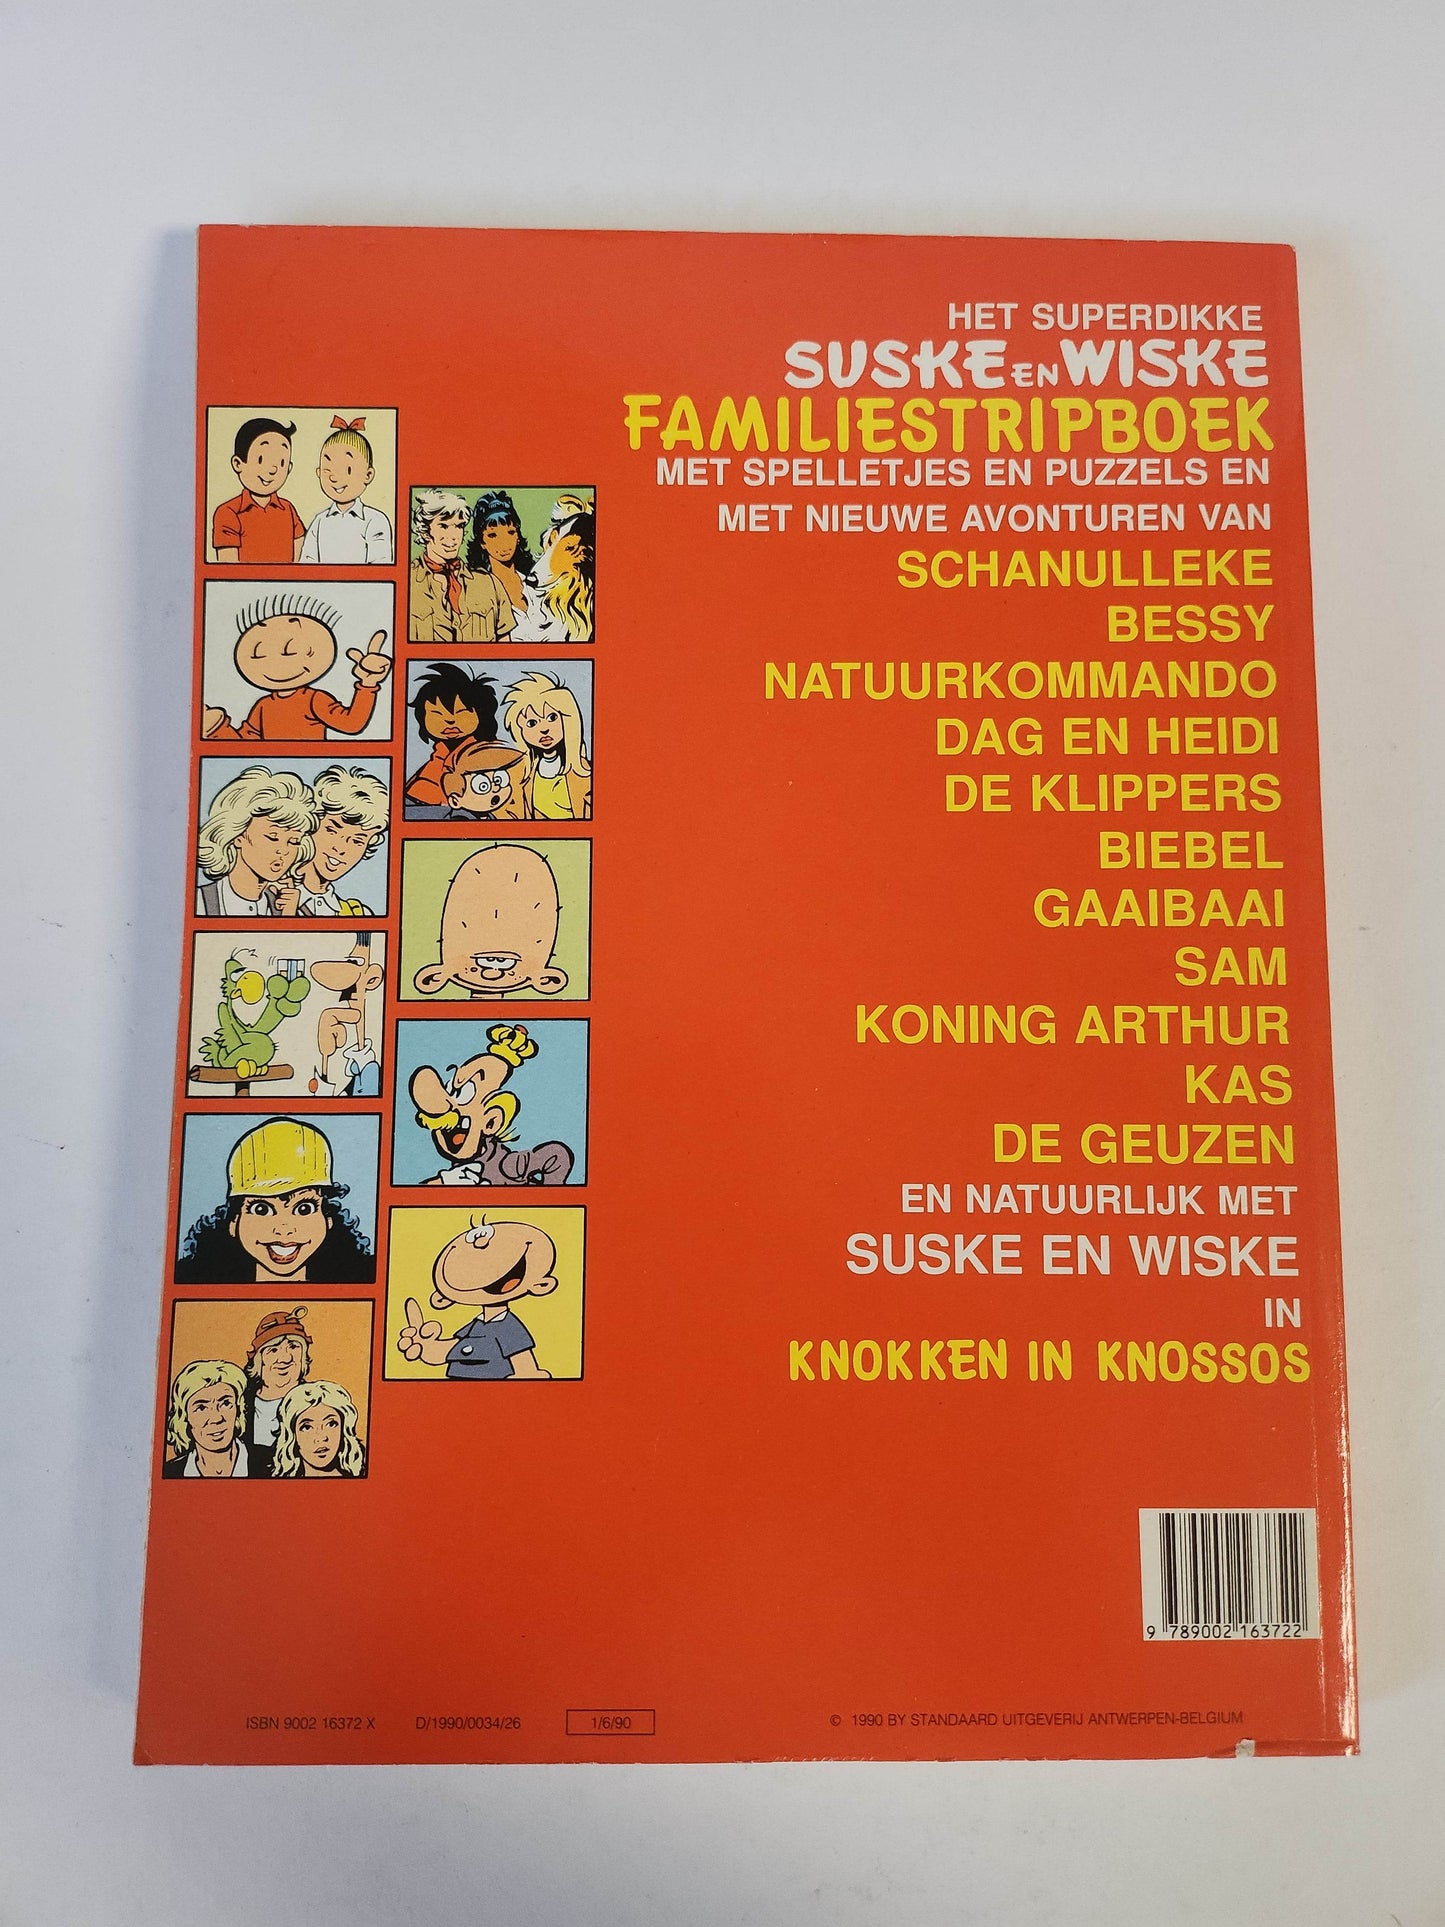 HET SUPERDIKKE
SUSKE EN WISKE
FAMILIESTRIPBOEK
MET SPELLETJES EN PUZZELS EN
MET NIEUWE AVONTUREN VAN
SCHANULLEKE
BESSY
NATUURKOMMANDO
DAG EN HEIDI
DE KLIPPERS
BIEBEL
GAAIBAAI
SAM
KONING ARTHUR
KAS
DE GEUZEN
EN NATUURLIJK MET
SUSKE EN WISKE
IN
KNOKKEN IN KNOSSOS
9 789002 163722
ISBN 9002 16372 X D/1990/0034/26 1/6/90 © 1990 BY STANDAARD UITGEVERIJ ANTWERPEN-BELGIUM